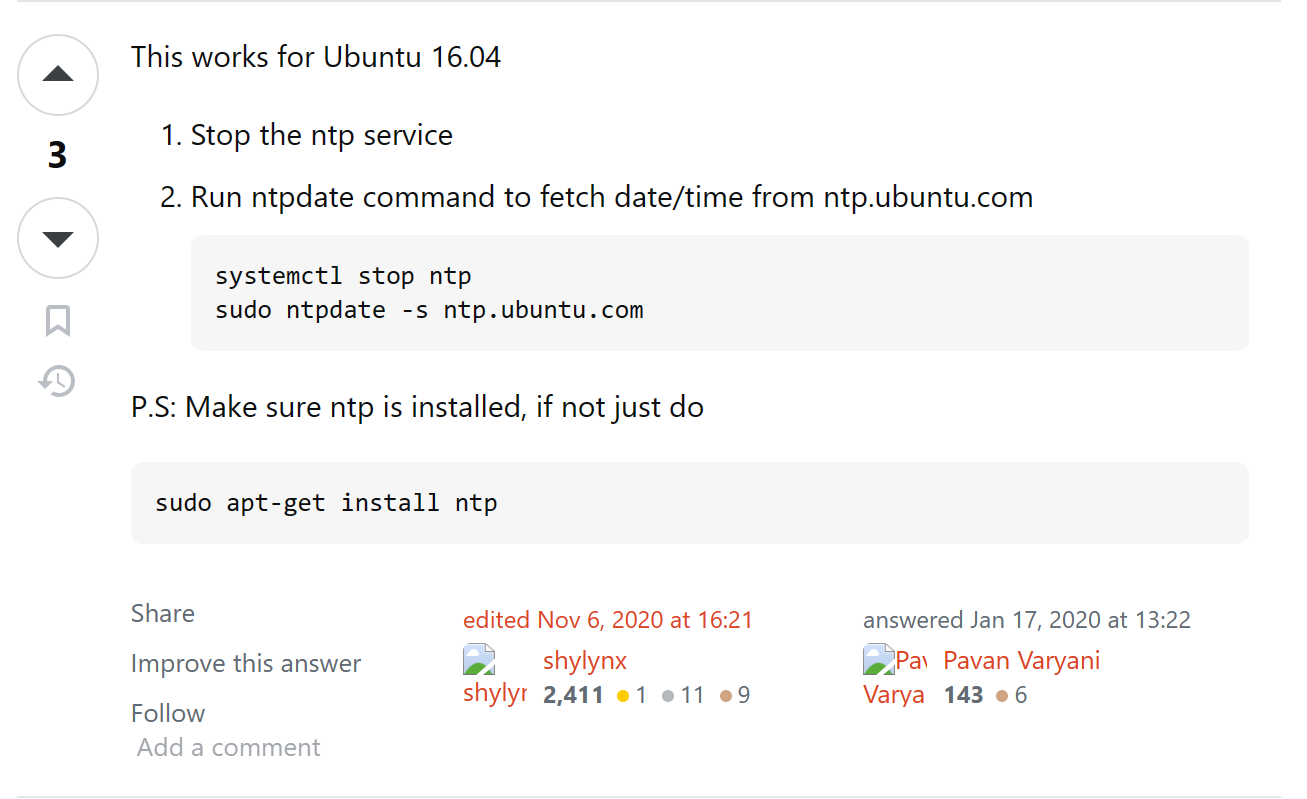 This works for Ubuntu 16.04
3
1. Stop the ntp service
2. Run ntpdate command to fetch date/time from ntp.ubuntu.com
systemctl stop ntp
sudo ntpdate -s ntp.ubuntu.com
P.S: Make sure ntp is installed, if not just do
sudo apt-get install ntp
Share
Improve this answer
Follow
edited Nov 6, 2020 at 16:21
shylynx
shylyn
2,411 1 11 9
answered Jan 17, 2020 at 13:22
Pav
Varya
Pavan Varyani
143 6
Add a comment